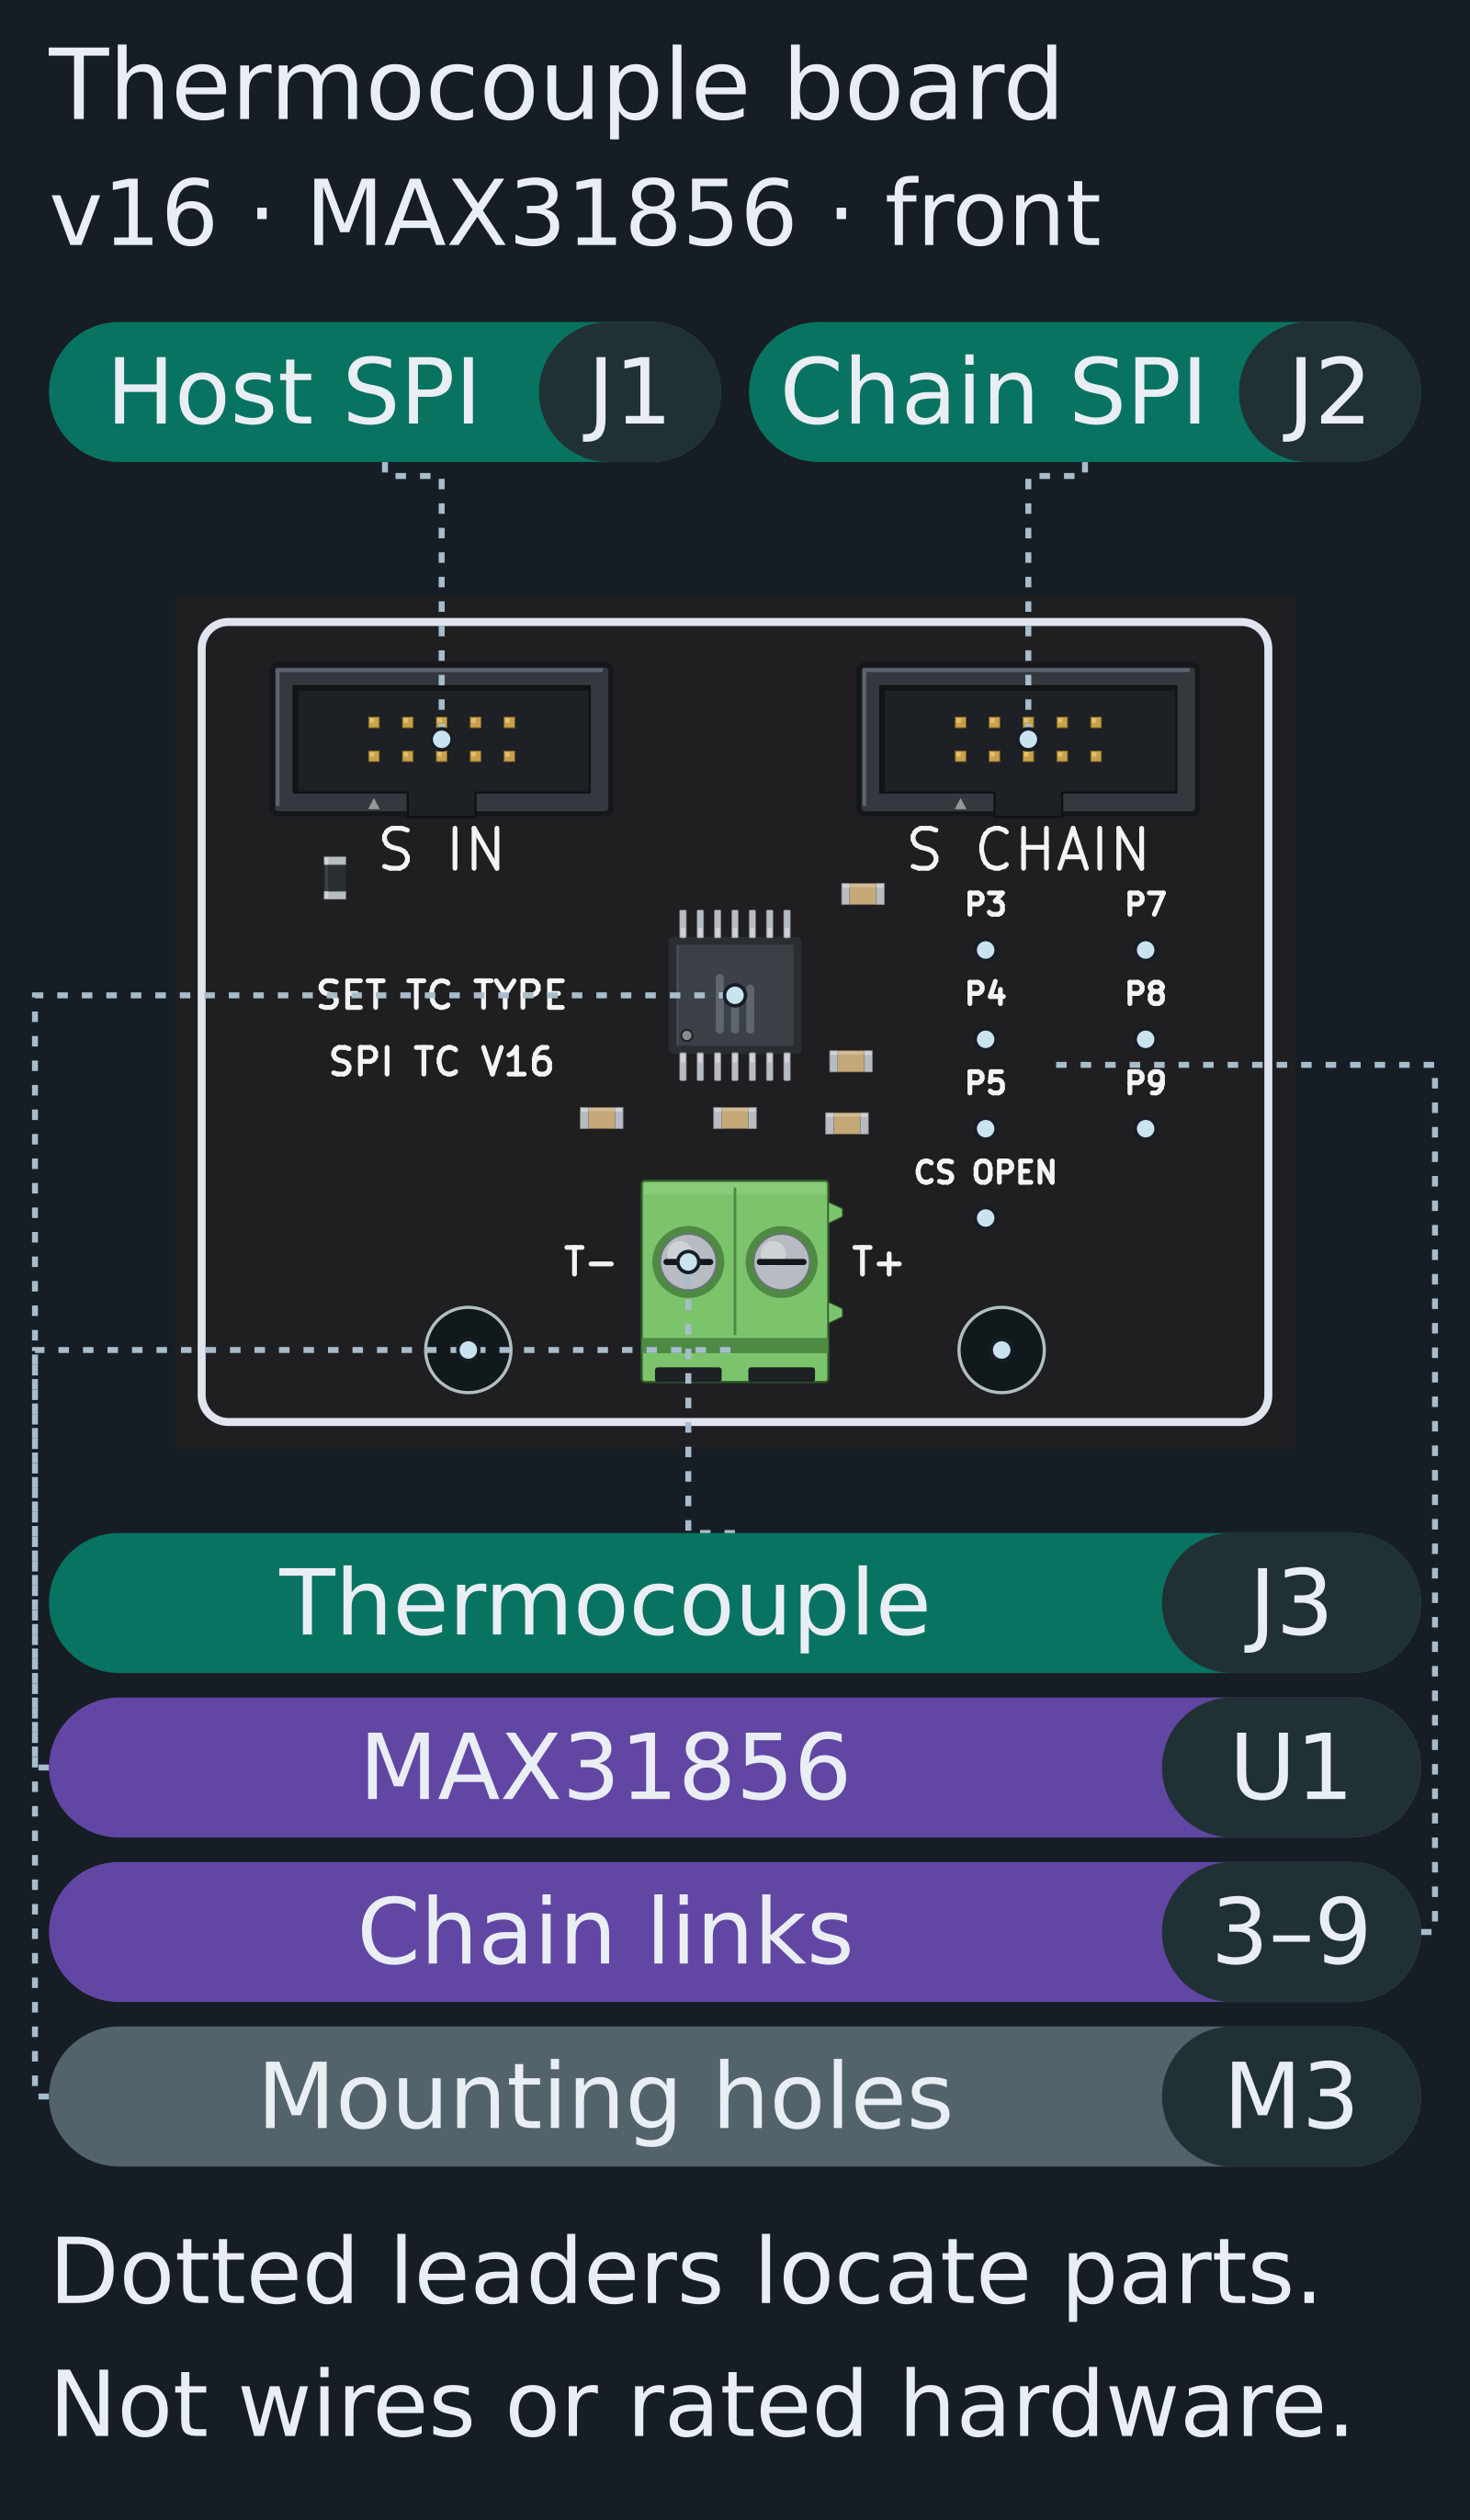 Thermocouple board
v16 · MAX31856 · front
Host SPI J1
Chain SPI J2
S IN
S CHAIN
P3 P7
SET TC TYPE
P4 P8
SPI TC V16
P5 P9
CS OPEN
T−
T+
Thermocouple J3
MAX31856 U1
Chain links 3–9
Mounting holes M3
Dotted leaders locate parts.
Not wires or rated hardware.